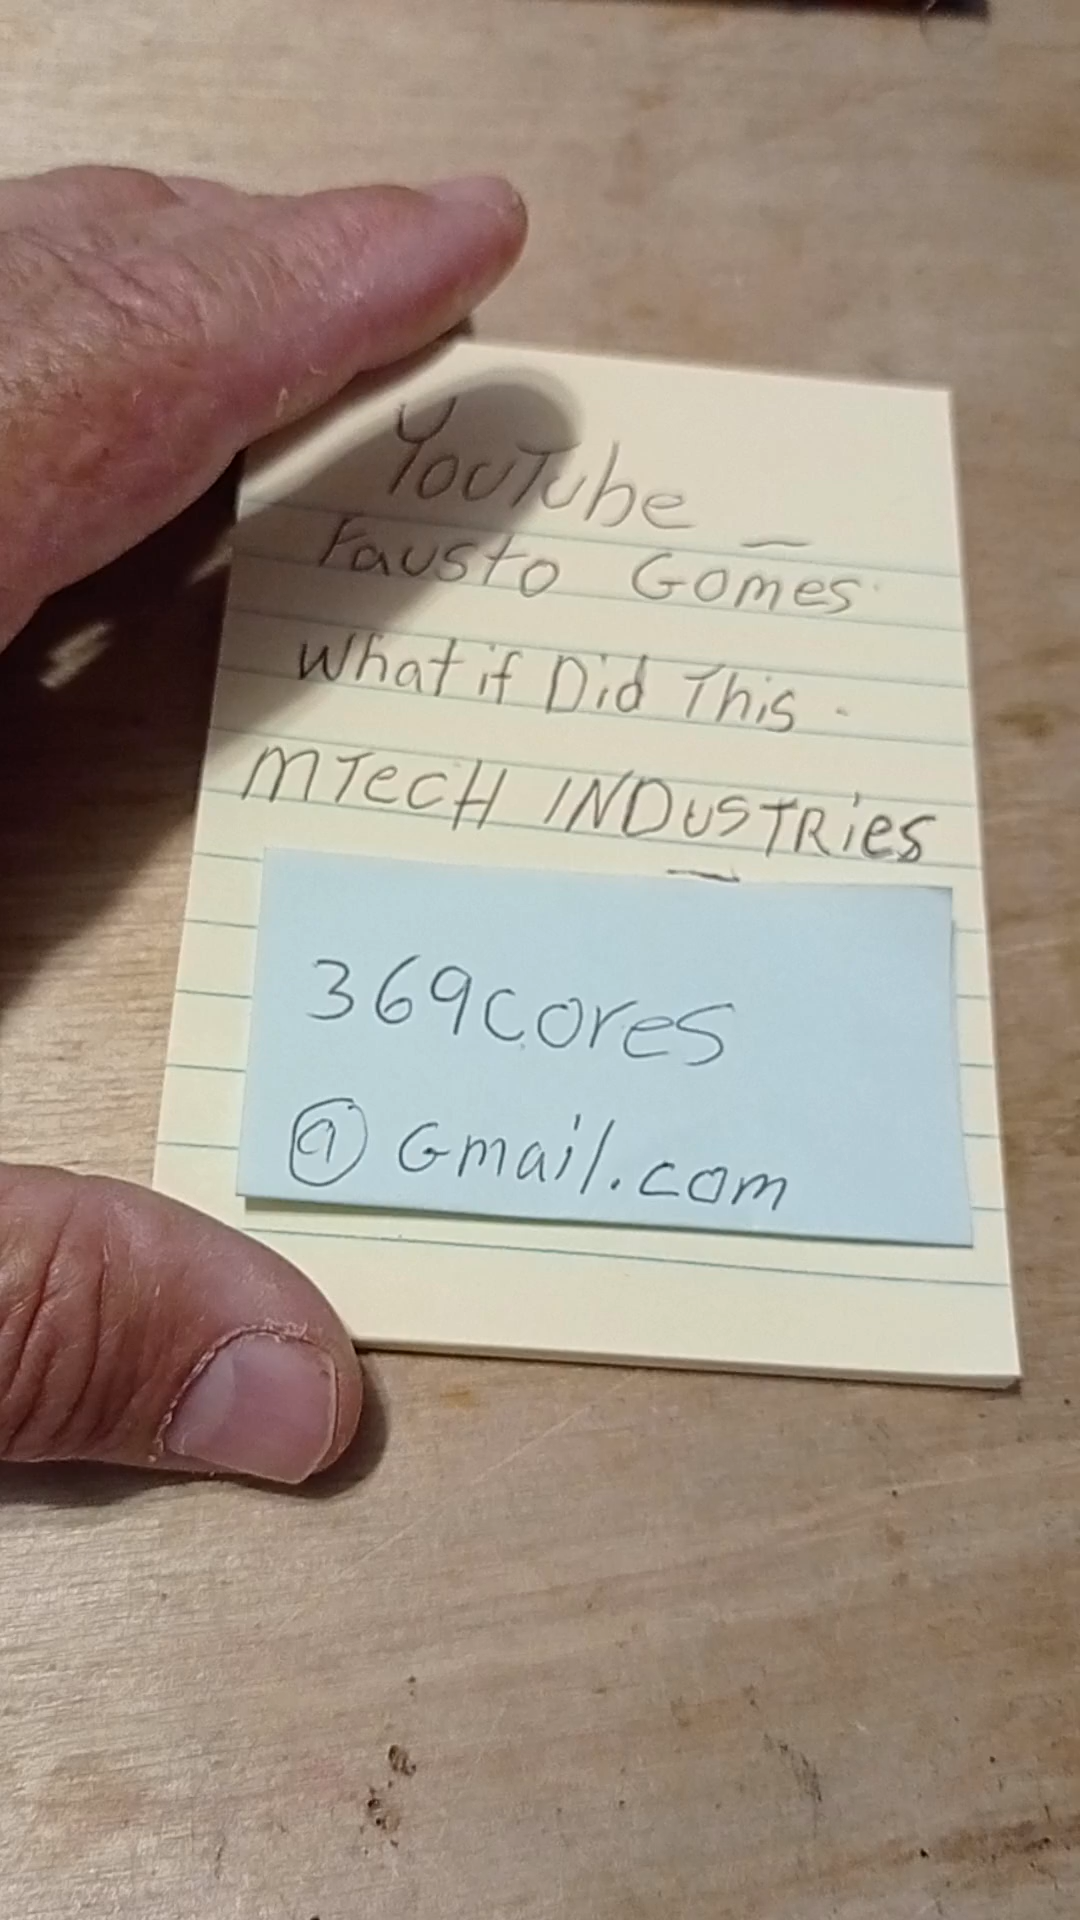 YouTube -
Fausto Gomes
What if Did This -
MTecH INDUSTRies
369cores
@ Gmail.com